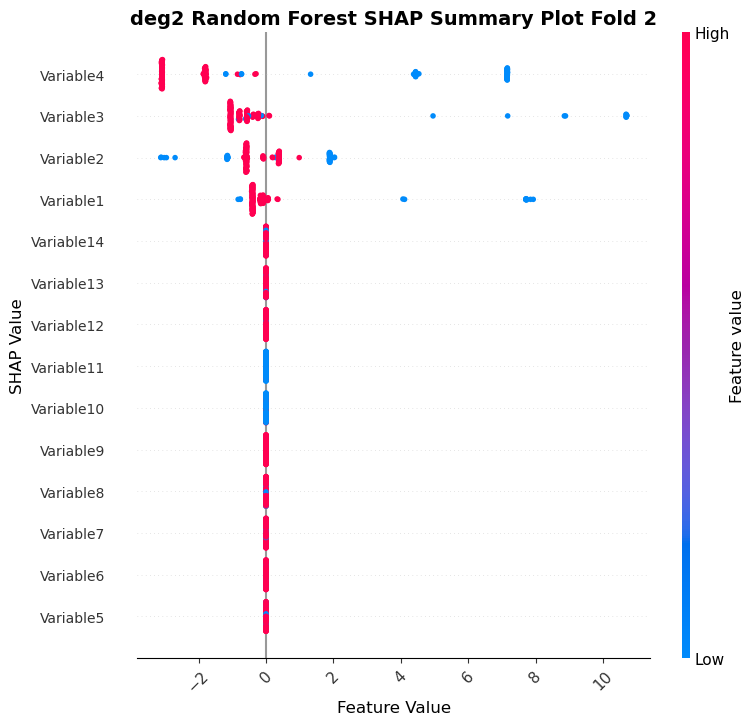 deg2 Random Forest SHAP Summary Plot Fold 2
High
Variable4
Variable3
Variable2
Variable1
Variable14
Variable13
Variable12
Variable11
Variable10
Variable9
Variable8
Variable7
Variable6
Variable5
SHAP Value
Feature value
Low
−2
0
2
4
6
8
10
Feature Value